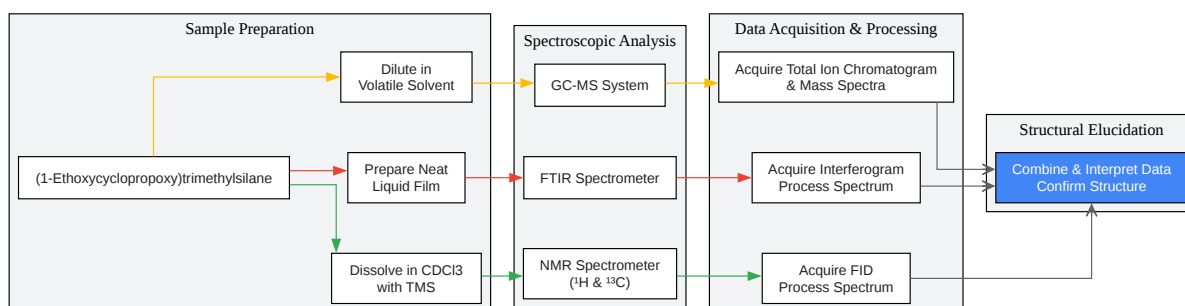 Sample Preparation
Spectroscopic Analysis
Data Acquisition & Processing
Structural Elucidation
Dilute in
Volatile Solvent
GC-MS System
Acquire Total Ion Chromatogram
& Mass Spectra
(1-Ethoxycyclopropoxy)trimethylsilane
Prepare Neat
Liquid Film
FTIR Spectrometer
Acquire Interferogram
Process Spectrum
Combine & Interpret Data
Confirm Structure
Dissolve in CDCl3
with TMS
NMR Spectrometer
(¹H & ¹³C)
Acquire FID
Process Spectrum